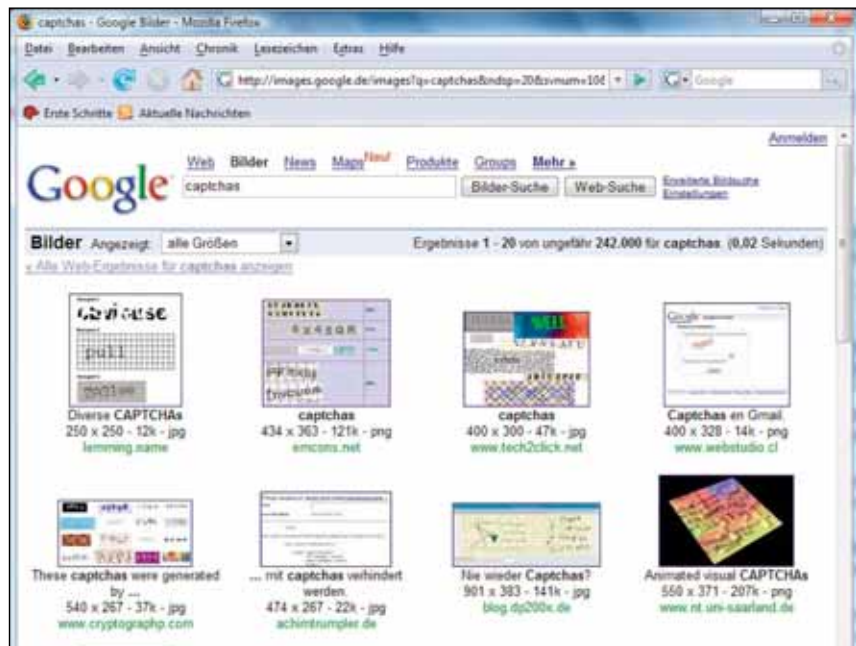 captchas - Google Bilder - Mozilla Firefox
Datei Bearbeiten Ansicht Chronik Lesezeichen Extras Hilfe
http://images.google.de/images?q=captchas&ndsp=20&svnum=10& Google
Erste Schritte Aktuelle Nachrichten
Anmelden
Web Bilder News Maps Neu! Produkte Groups Mehr »
Google captchas Bilder-Suche Web-Suche Erweiterte Bildsuche
Einstellungen
Bilder Angezeigt: alle Größen Ergebnisse 1 - 20 von ungefähr 242.000 für captchas. (0,02 Sekunden)
« Alle Web-Ergebnisse für captchas anzeigen
obviouse
pull
WELL
Google
Diverse CAPTCHAs
250 x 250 - 12k - jpg
lemming.name
captchas
434 x 363 - 121k - png
emcons.net
captchas
400 x 300 - 47k - jpg
www.tech2click.net
Captchas en Gmail.
400 x 328 - 14k - png
www.webstudio.cl
These captchas were generated
by ...
540 x 267 - 37k - jpg
www.cryptographp.com
... mit captchas verhindert
werden.
474 x 267 - 22k - jpg
achimtrumpler.de
Nie wieder Captchas?
901 x 383 - 141k - jpg
blog.dp200x.de
Animated visual CAPTCHAs
550 x 371 - 207k - png
www.nt.uni-saarland.de